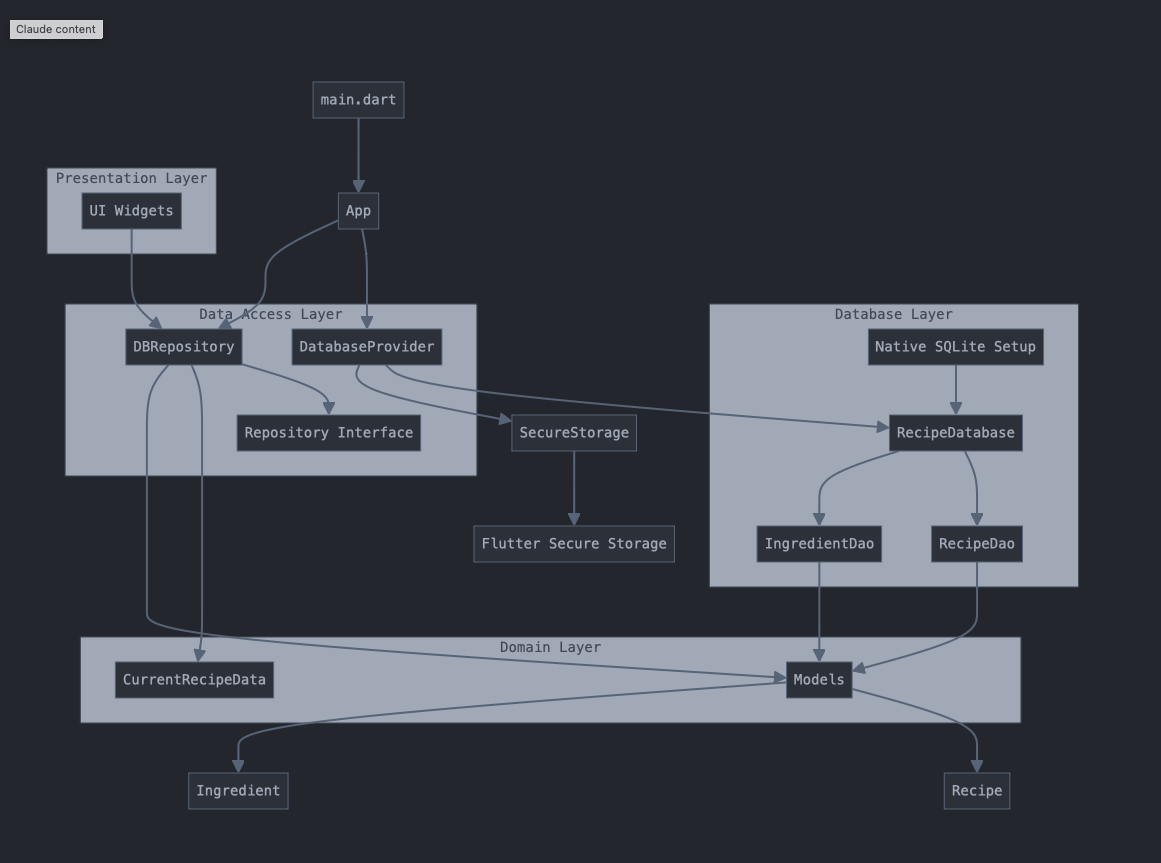 Claude content
main.dart
Presentation Layer
UI Widgets
App
Data Access Layer
DBRepository
DatabaseProvider
Repository Interface
Database Layer
Native SQLite Setup
RecipeDatabase
SecureStorage
Flutter Secure Storage
IngredientDao
RecipeDao
Domain Layer
CurrentRecipeData
Models
Ingredient
Recipe